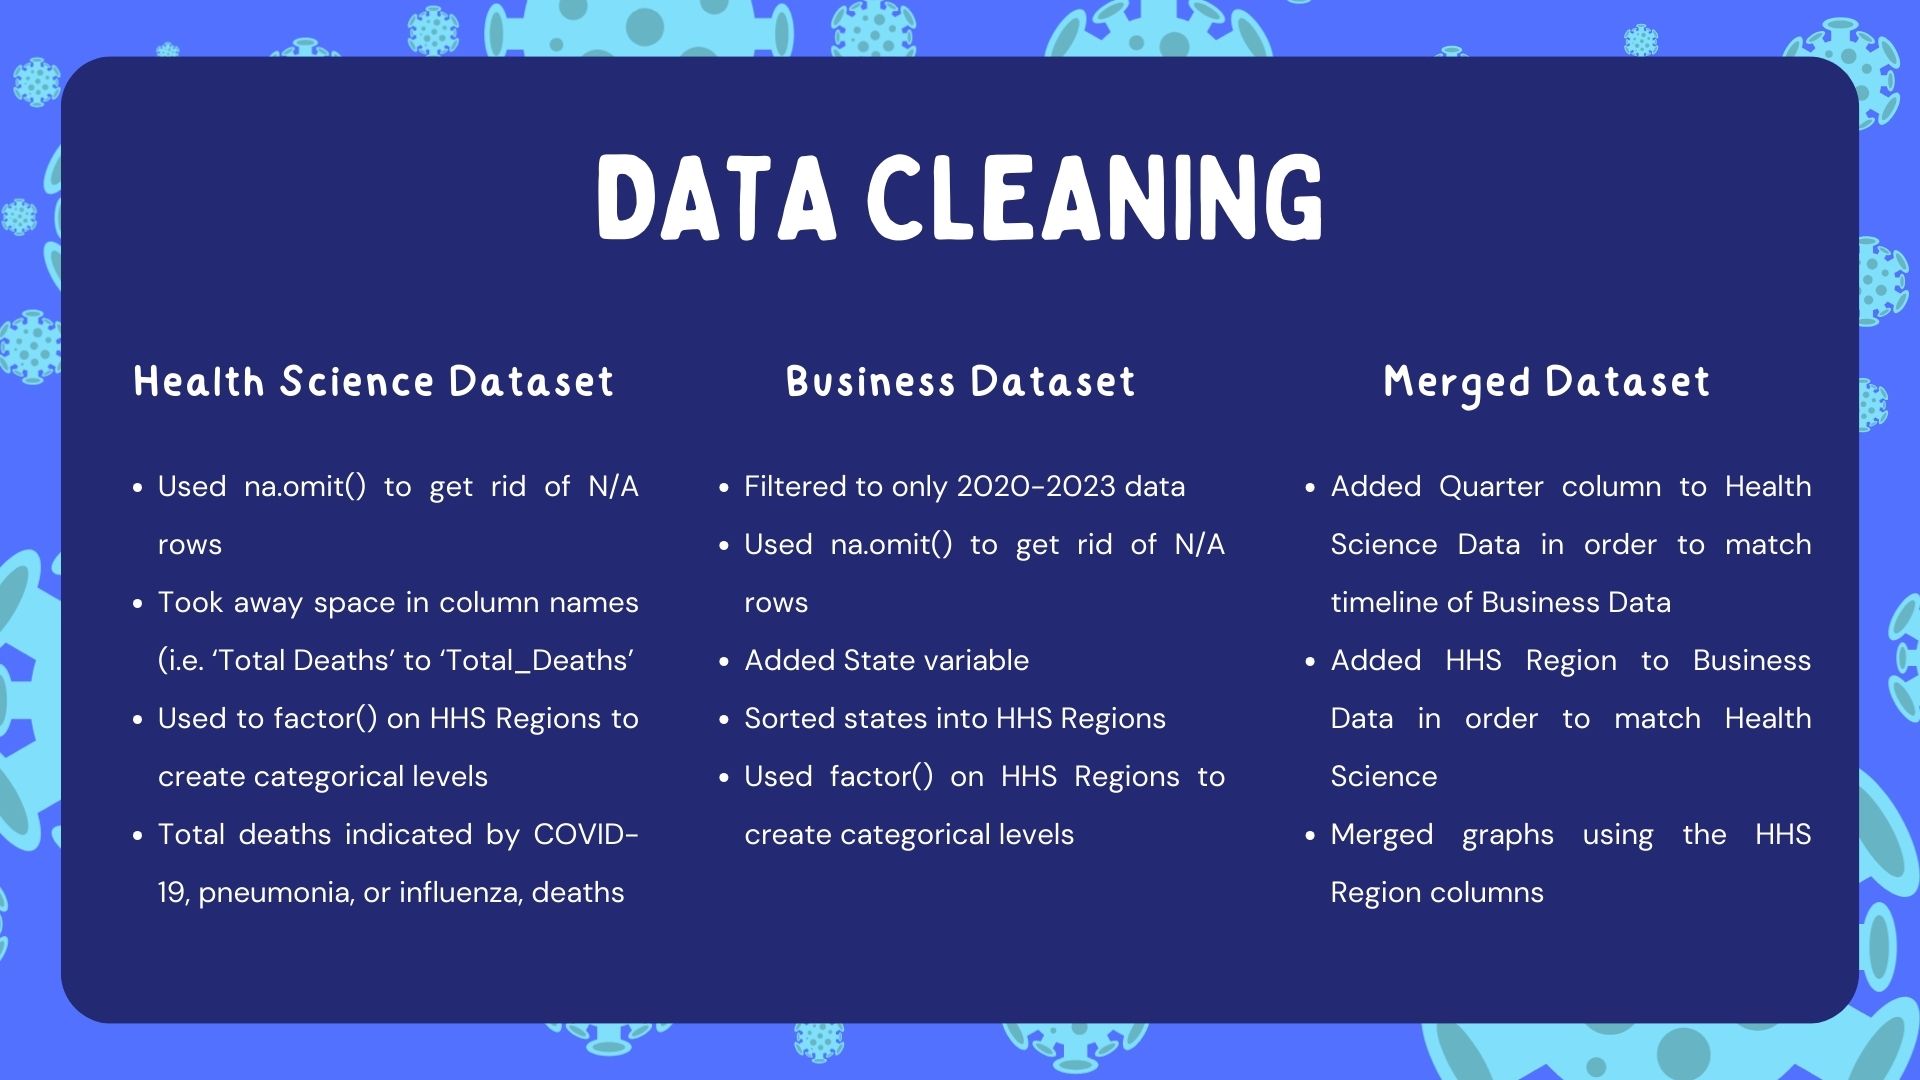 DATA CLEANING
Health Science Dataset
• Used na.omit() to get rid of N/A
rows
• Took away space in column names
(i.e. ‘Total Deaths’ to ‘Total_Deaths’
• Used to factor() on HHS Regions to
create categorical levels
• Total deaths indicated by COVID-
19, pneumonia, or influenza, deaths
Business Dataset
• Filtered to only 2020-2023 data
• Used na.omit() to get rid of N/A
rows
• Added State variable
• Sorted states into HHS Regions
• Used factor() on HHS Regions to
create categorical levels
Merged Dataset
• Added Quarter column to Health
Science Data in order to match
timeline of Business Data
• Added HHS Region to Business
Data in order to match Health
Science
• Merged graphs using the HHS
Region columns